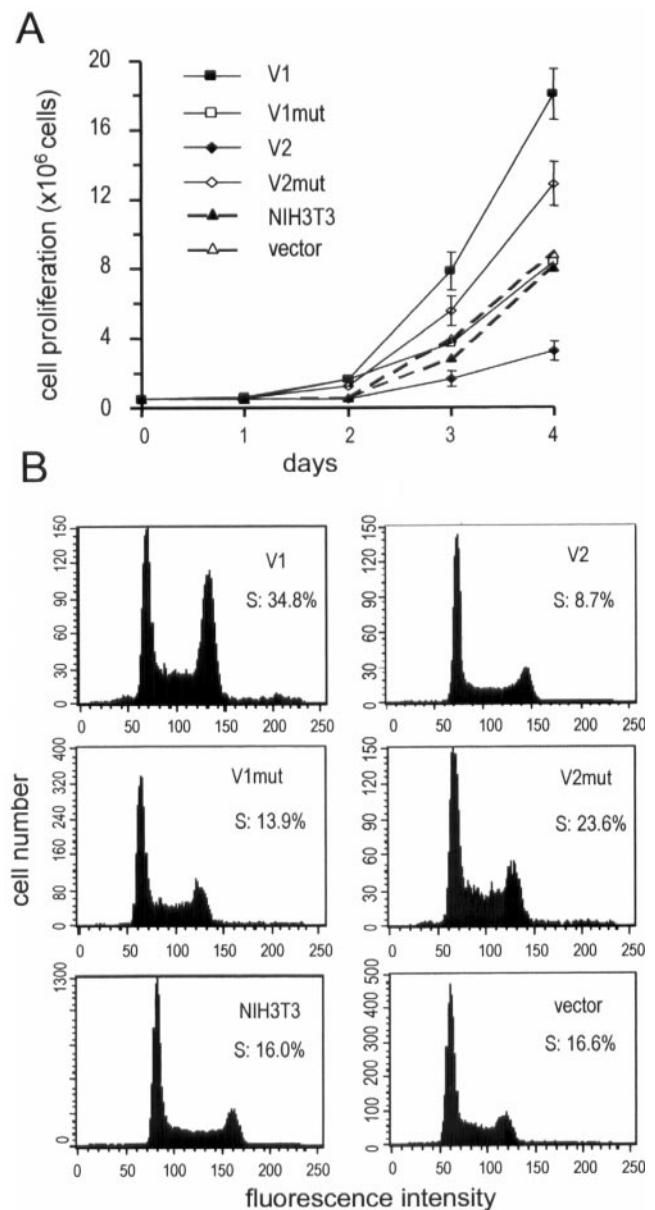 A
cell proliferation (x10⁶ cells)
20
16
12
8
4
0
V1
V1mut
V2
V2mut
NIH3T3
vector
0 1 2 3 4
days
B
cell number
150
120
90
60
30
0
V1
S: 34.8%
0 50 100 150 200 250
150
120
90
60
30
0
V2
S: 8.7%
0 50 100 150 200 250
400
320
240
160
80
0
V1mut
S: 13.9%
0 50 100 150 200 250
150
120
90
60
30
0
V2mut
S: 23.6%
0 50 100 150 200 250
1300
0
NIH3T3
S: 16.0%
0 50 100 150 200 250
500
400
300
200
100
0
vector
S: 16.6%
0 50 100 150 200 250
fluorescence intensity